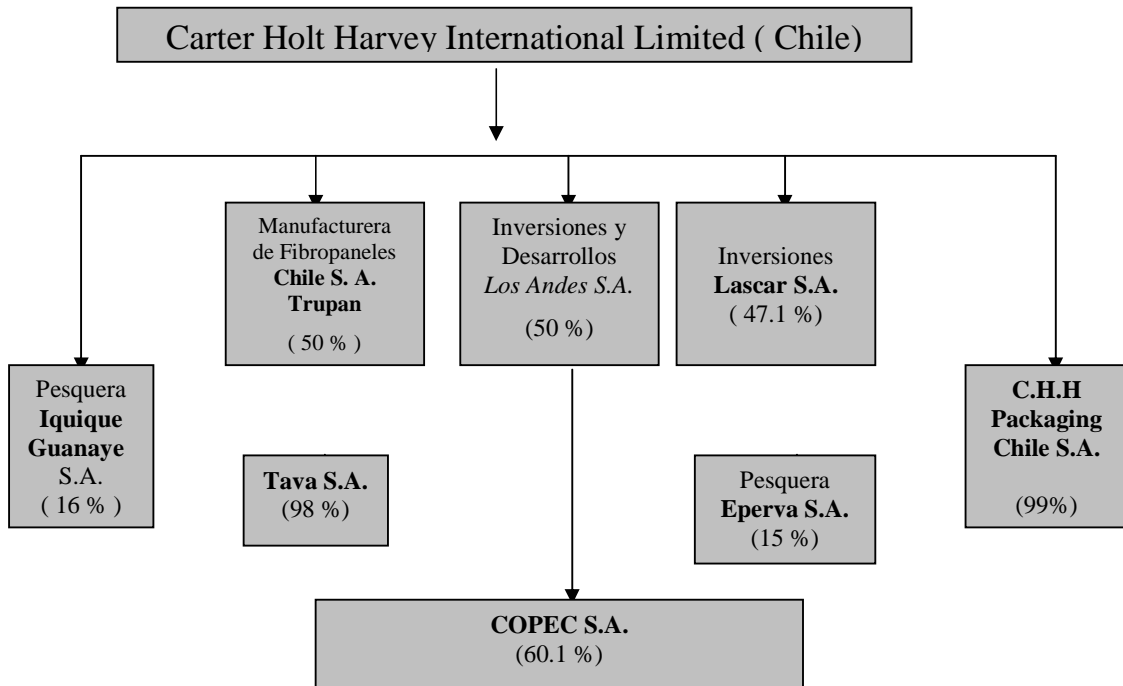 Carter Holt Harvey International Limited ( Chile)
Manufacturera
de Fibropaneles
Chile S. A.
Trupan
( 50 % )
Inversiones y
Desarrollos
Los Andes S.A.
(50 %)
Inversiones
Lascar S.A.
( 47.1 %)
Pesquera
Iquique
Guanaye
S.A.
( 16 % )
C.H.H
Packaging
Chile S.A.
(99%)
Tava S.A.
(98 %)
Pesquera
Eperva S.A.
(15 %)
COPEC S.A.
(60.1 %)